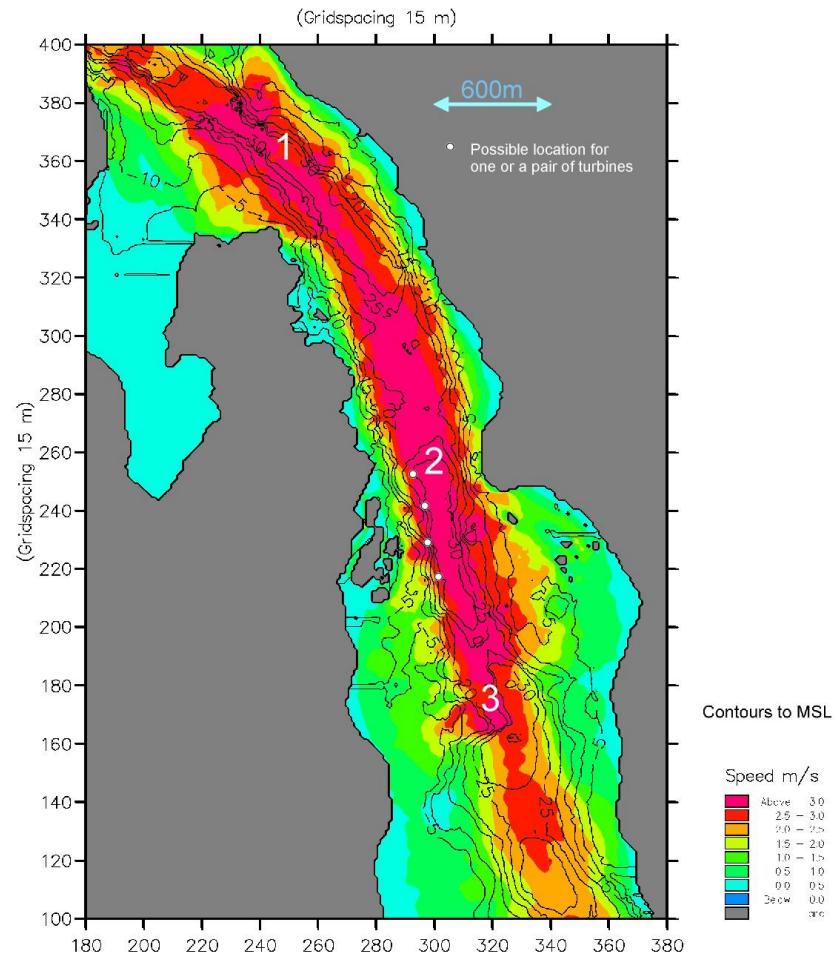 (Gridspacing 15 m)
600m
Possible location for
one or a pair of turbines
1
2
3
400
380
360
340
320
300
280
260
240
220
200
180
160
140
120
100
(Gridspacing 15 m)
180 200 220 240 260 280 300 320 340 360 380
Contours to MSL
Speed m/s
Above 3.0
2.5 – 3.0
2.0 – 2.5
1.5 – 2.0
1.0 – 1.5
0.5 1.0
0.0 0.5
Below 0.0